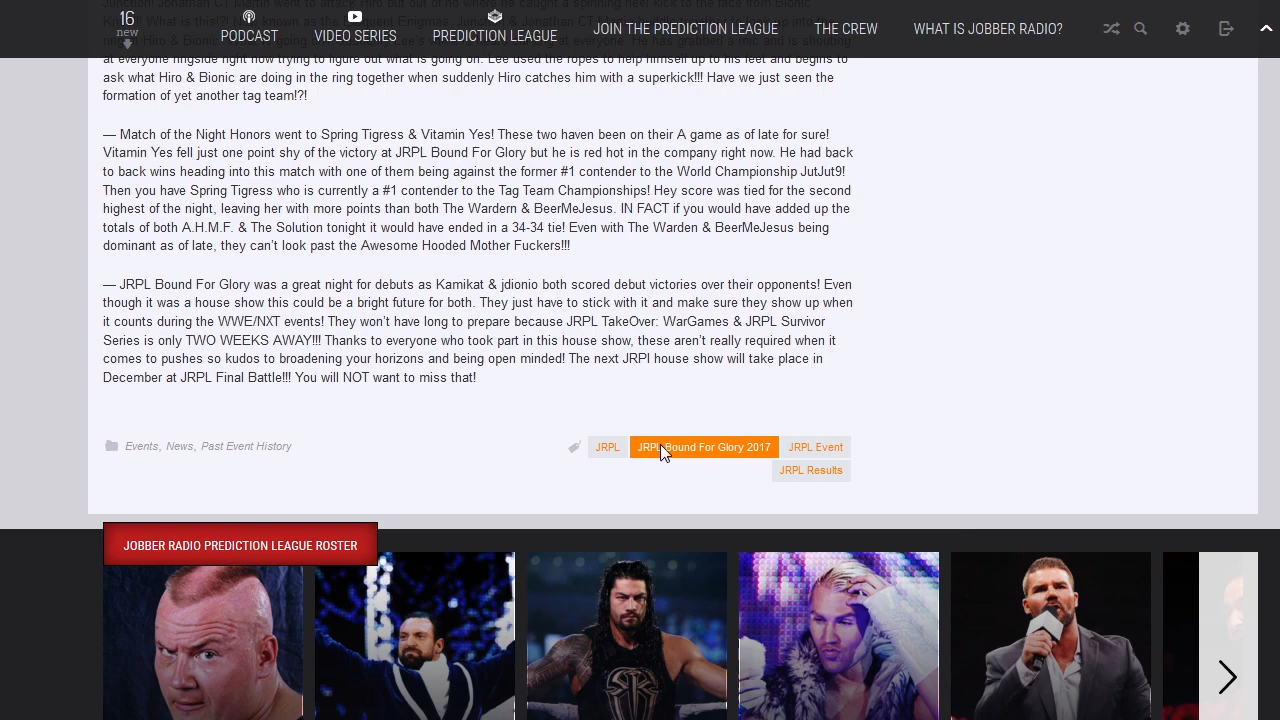 16
new
PODCAST
VIDEO SERIES
PREDICTION LEAGUE
JOIN THE PREDICTION LEAGUE
THE CREW
WHAT IS JOBBER RADIO?
at everyone ringside right now trying to figure out what is going on. Lee used the ropes to help himself up to his feet and begins to
ask what Hiro & Bionic are doing in the ring together when suddenly Hiro catches him with a superkick!!! Have we just seen the
formation of yet another tag team!?!
— Match of the Night Honors went to Spring Tigress & Vitamin Yes! These two haven been on their A game as of late for sure!
Vitamin Yes fell just one point shy of the victory at JRPL Bound For Glory but he is red hot in the company right now. He had back
to back wins heading into this match with one of them being against the former #1 contender to the World Championship JutJut9!
Then you have Spring Tigress who is currently a #1 contender to the Tag Team Championships! Hey score was tied for the second
highest of the night, leaving her with more points than both The Wardern & BeerMeJesus. IN FACT if you would have added up the
totals of both A.H.M.F. & The Solution tonight it would have ended in a 34-34 tie! Even with The Warden & BeerMeJesus being
dominant as of late, they can't look past the Awesome Hooded Mother Fuckers!!!
— JRPL Bound For Glory was a great night for debuts as Kamikat & jdionio both scored debut victories over their opponents! Even
though it was a house show this could be a bright future for both. They just have to stick with it and make sure they show up when
it counts during the WWE/NXT events! They won't have long to prepare because JRPL TakeOver: WarGames & JRPL Survivor
Series is only TWO WEEKS AWAY!!! Thanks to everyone who took part in this house show, these aren't really required when it
comes to pushes so kudos to broadening your horizons and being open minded! The next JRPl house show will take place in
December at JRPL Final Battle!!! You will NOT want to miss that!
Events, News, Past Event History
JRPL
JRPL Bound For Glory 2017
JRPL Event
JRPL Results
JOBBER RADIO PREDICTION LEAGUE ROSTER